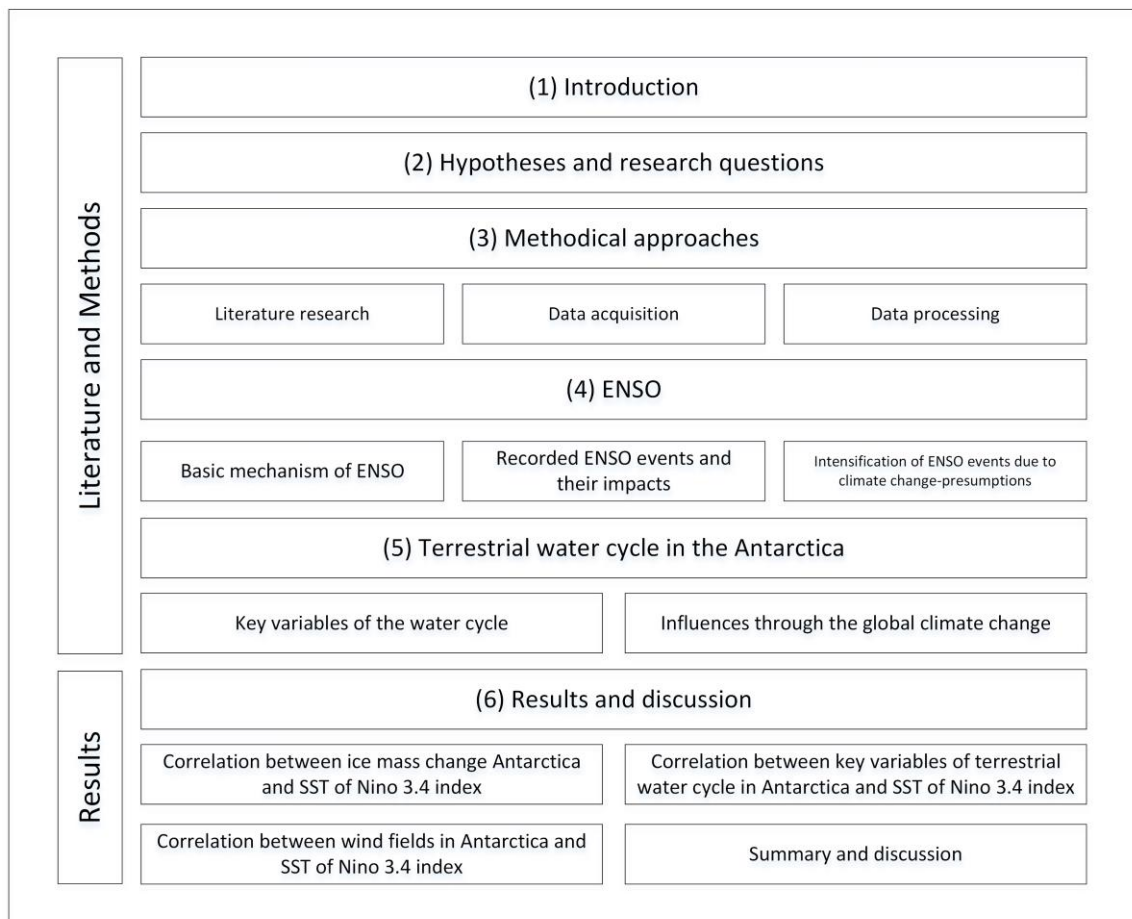 Literature and Methods
(1) Introduction
(2) Hypotheses and research questions
(3) Methodical approaches
Literature research
Data acquisition
Data processing
(4) ENSO
Basic mechanism of ENSO
Recorded ENSO events and
their impacts
Intensification of ENSO events due to
climate change-presumptions
(5) Terrestrial water cycle in the Antarctica
Key variables of the water cycle
Influences through the global climate change
Results
(6) Results and discussion
Correlation between ice mass change Antarctica
and SST of Nino 3.4 index
Correlation between key variables of terrestrial
water cycle in Antarctica and SST of Nino 3.4 index
Correlation between wind fields in Antarctica and
SST of Nino 3.4 index
Summary and discussion